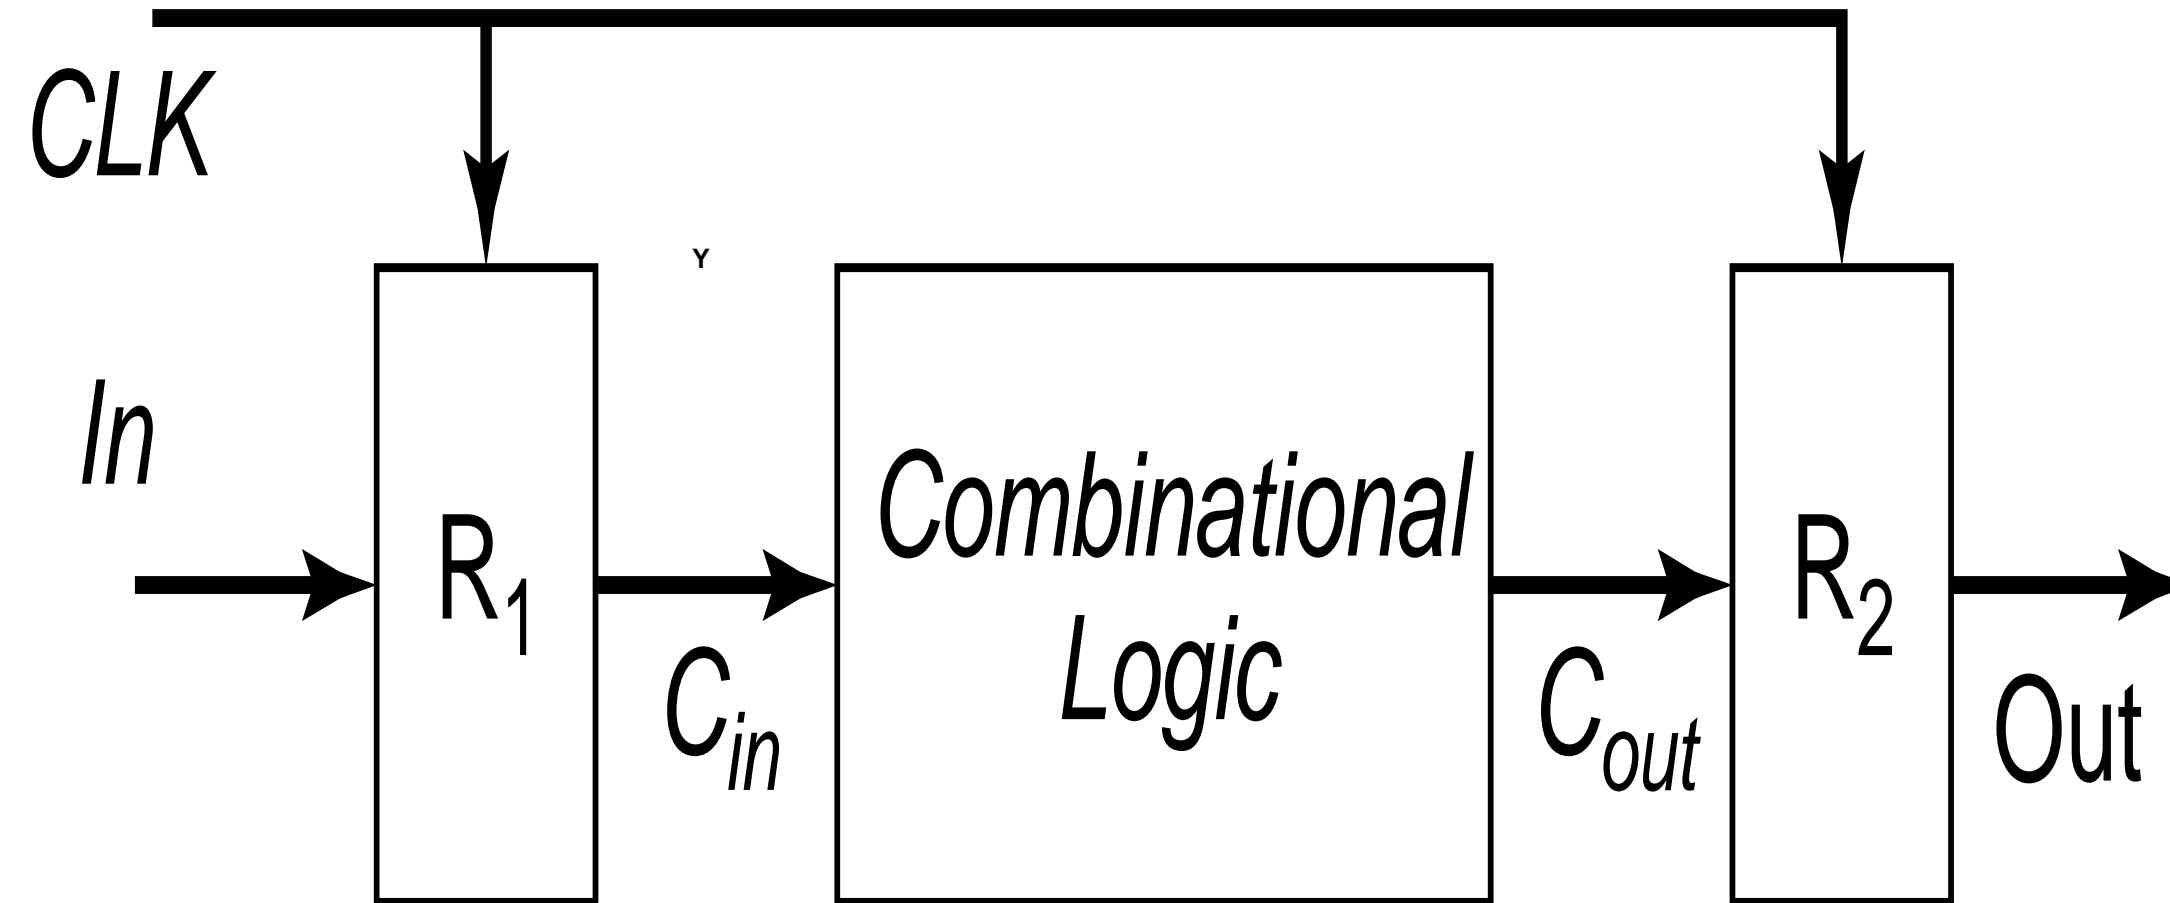 CLK
Y
In
R1
Combinational
Logic
R2
Cin
Cout
Out